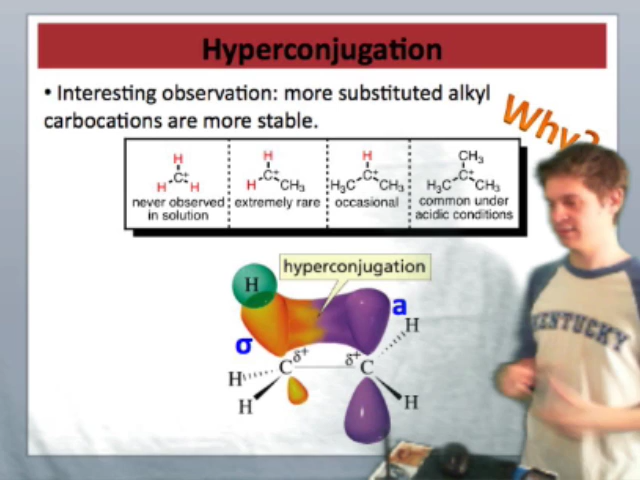 Hyperconjugation
• Interesting observation: more substituted alkyl
carbocations are more stable.
Why?
H
C+
H H
never observed
in solution
H
C+
H CH3
extremely rare
H
C+
H3C CH3
occasional
CH3
C+
H3C CH3
common under
acidic conditions
hyperconjugation
H
a
H
σ
δ+ δ+
C C
H
H
H
KENTUCKY